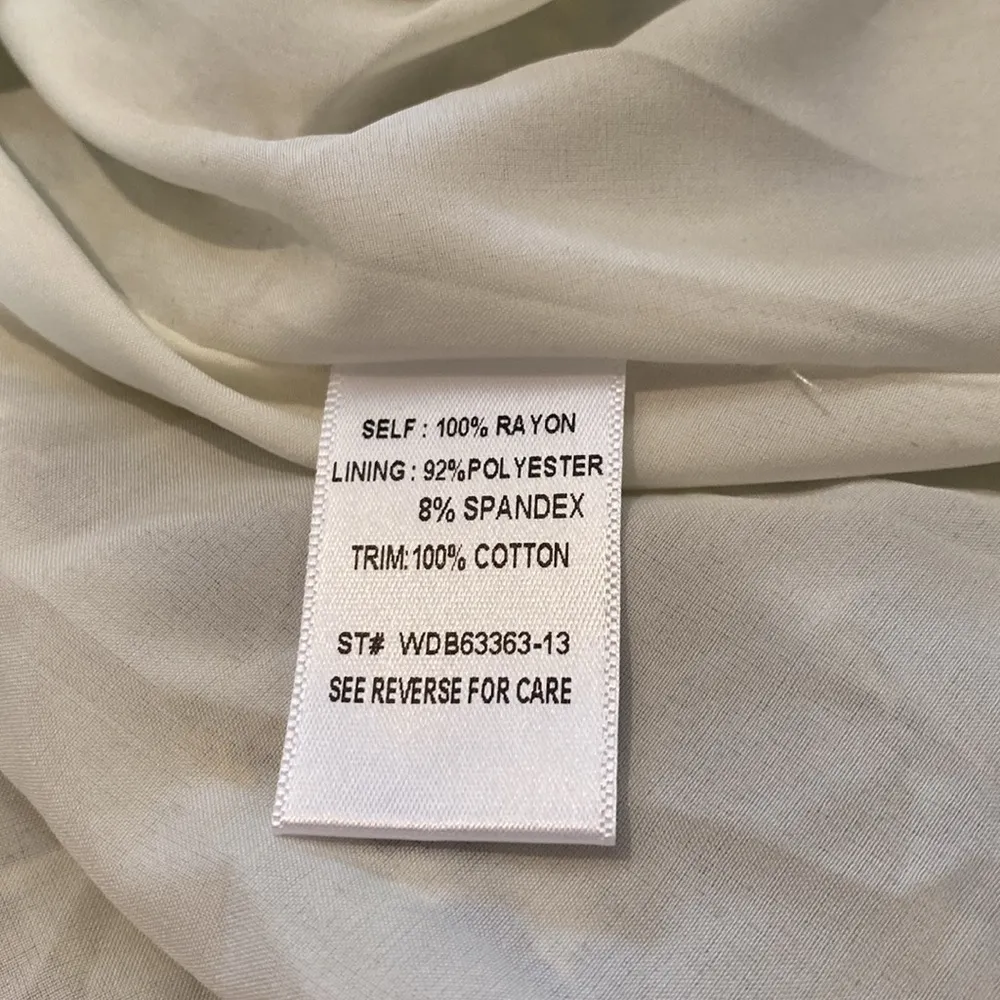 SELF : 100% RAYON
LINING : 92%POLYESTER
8% SPANDEX
TRIM:100% COTTON
ST# WDB63363-13
SEE REVERSE FOR CARE